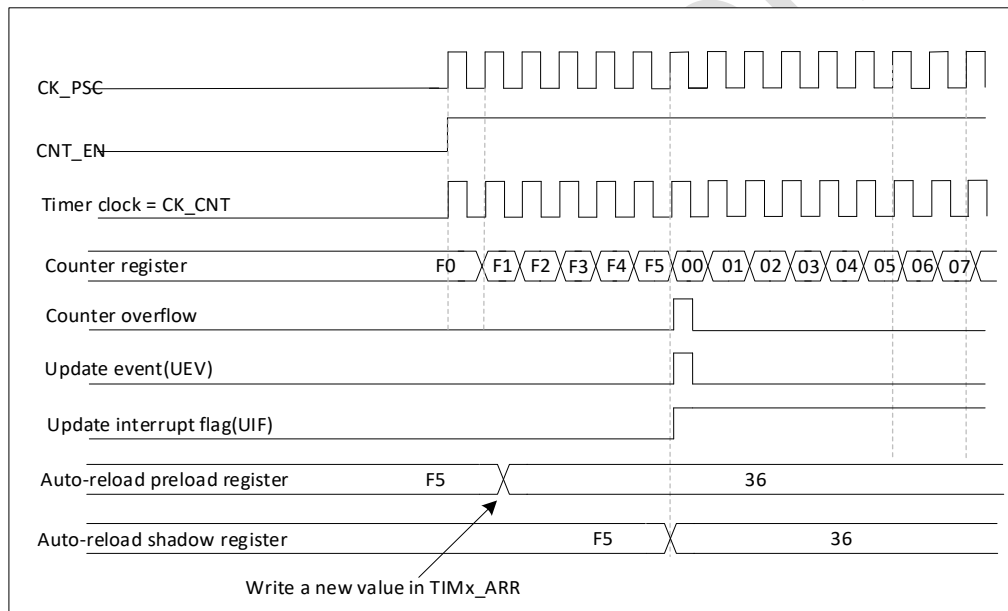 CK_PSC
CNT_EN
Timer clock = CK_CNT
Counter register F0 F1 F2 F3 F4 F5 00 01 02 03 04 05 06 07
Counter overflow
Update event(UEV)
Update interrupt flag(UIF)
Auto-reload preload register F5 36
Auto-reload shadow register F5 36
Write a new value in TIMx_ARR